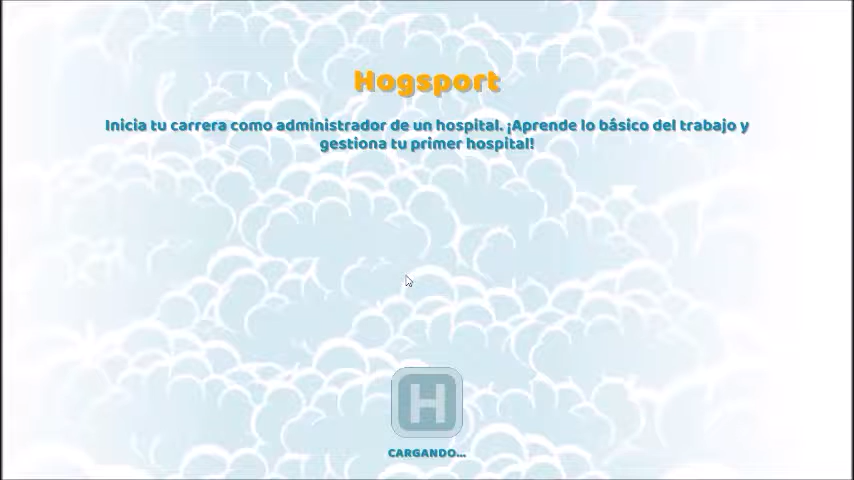 Hogsport
Inicia tu carrera como administrador de un hospital. ¡Aprende lo básico del trabajo y
gestiona tu primer hospital!
H
CARGANDO...